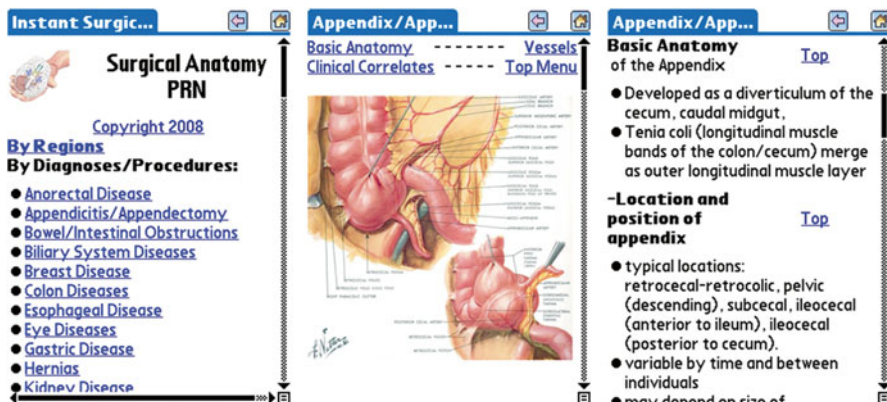 Instant Surgic...
Surgical Anatomy
PRN
Copyright 2008
By Regions
By Diagnoses/Procedures:
Anorectal Disease
Appendicitis/Appendectomy
Bowel/Intestinal Obstructions
Biliary System Diseases
Breast Disease
Colon Diseases
Esophageal Disease
Eye Diseases
Gastric Disease
Hernias
Kidney Disease
Appendix/App...
Basic Anatomy ------- Vessels
Clinical Correlates ------ Top Menu
Appendix/App...
Basic Anatomy
of the Appendix Top
Developed as a diverticulum of the
cecum, caudal midgut,
Tenia coli (longitudinal muscle
bands of the colon/cecum) merge
as outer longitudinal muscle layer
-Location and
position of Top
appendix
typical locations:
retrocecal-retrocolic, pelvic
(descending), subcecal, ileocecal
(anterior to ileum), ileocecal
(posterior to cecum).
variable by time and between
individuals
may depend on size of